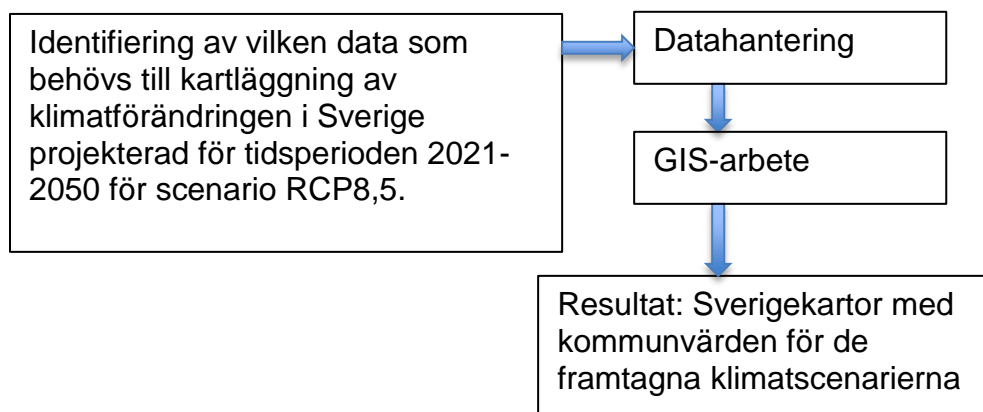 Identifiering av vilken data som
behövs till kartläggning av
klimatförändringen i Sverige
projekterad för tidsperioden 2021-
2050 för scenario RCP8,5.
Datahantering
GIS-arbete
Resultat: Sverigekartor med
kommunvärden för de
framtagna klimatscenarierna